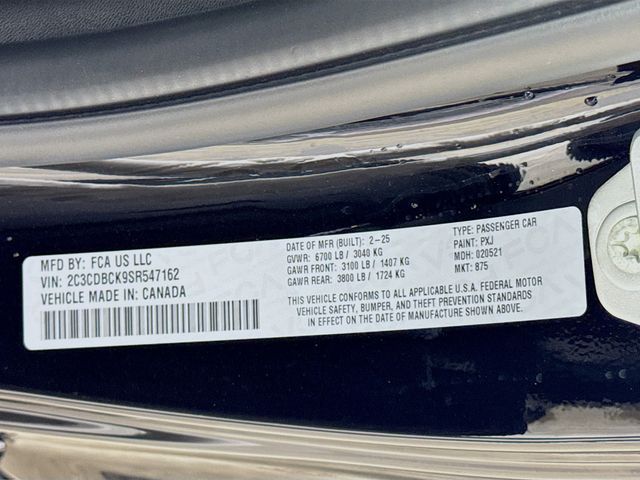 MFD BY: FCA US LLC
VIN: 2C3CDBCK9SR547162
VEHICLE MADE IN: CANADA
DATE OF MFR (BUILT): 2-25
GVWR: 6700 LB / 3040 KG
GAWR FRONT: 3100 LB / 1407 KG
GAWR REAR: 3800 LB / 1724 KG
TYPE: PASSENGER CAR
PAINT: PXJ
MDH: 020521
MKT: 875
THIS VEHICLE CONFORMS TO ALL APPLICABLE U.S.A. FEDERAL MOTOR
VEHICLE SAFETY, BUMPER, AND THEFT PREVENTION STANDARDS
IN EFFECT ON THE DATE OF MANUFACTURE SHOWN ABOVE.